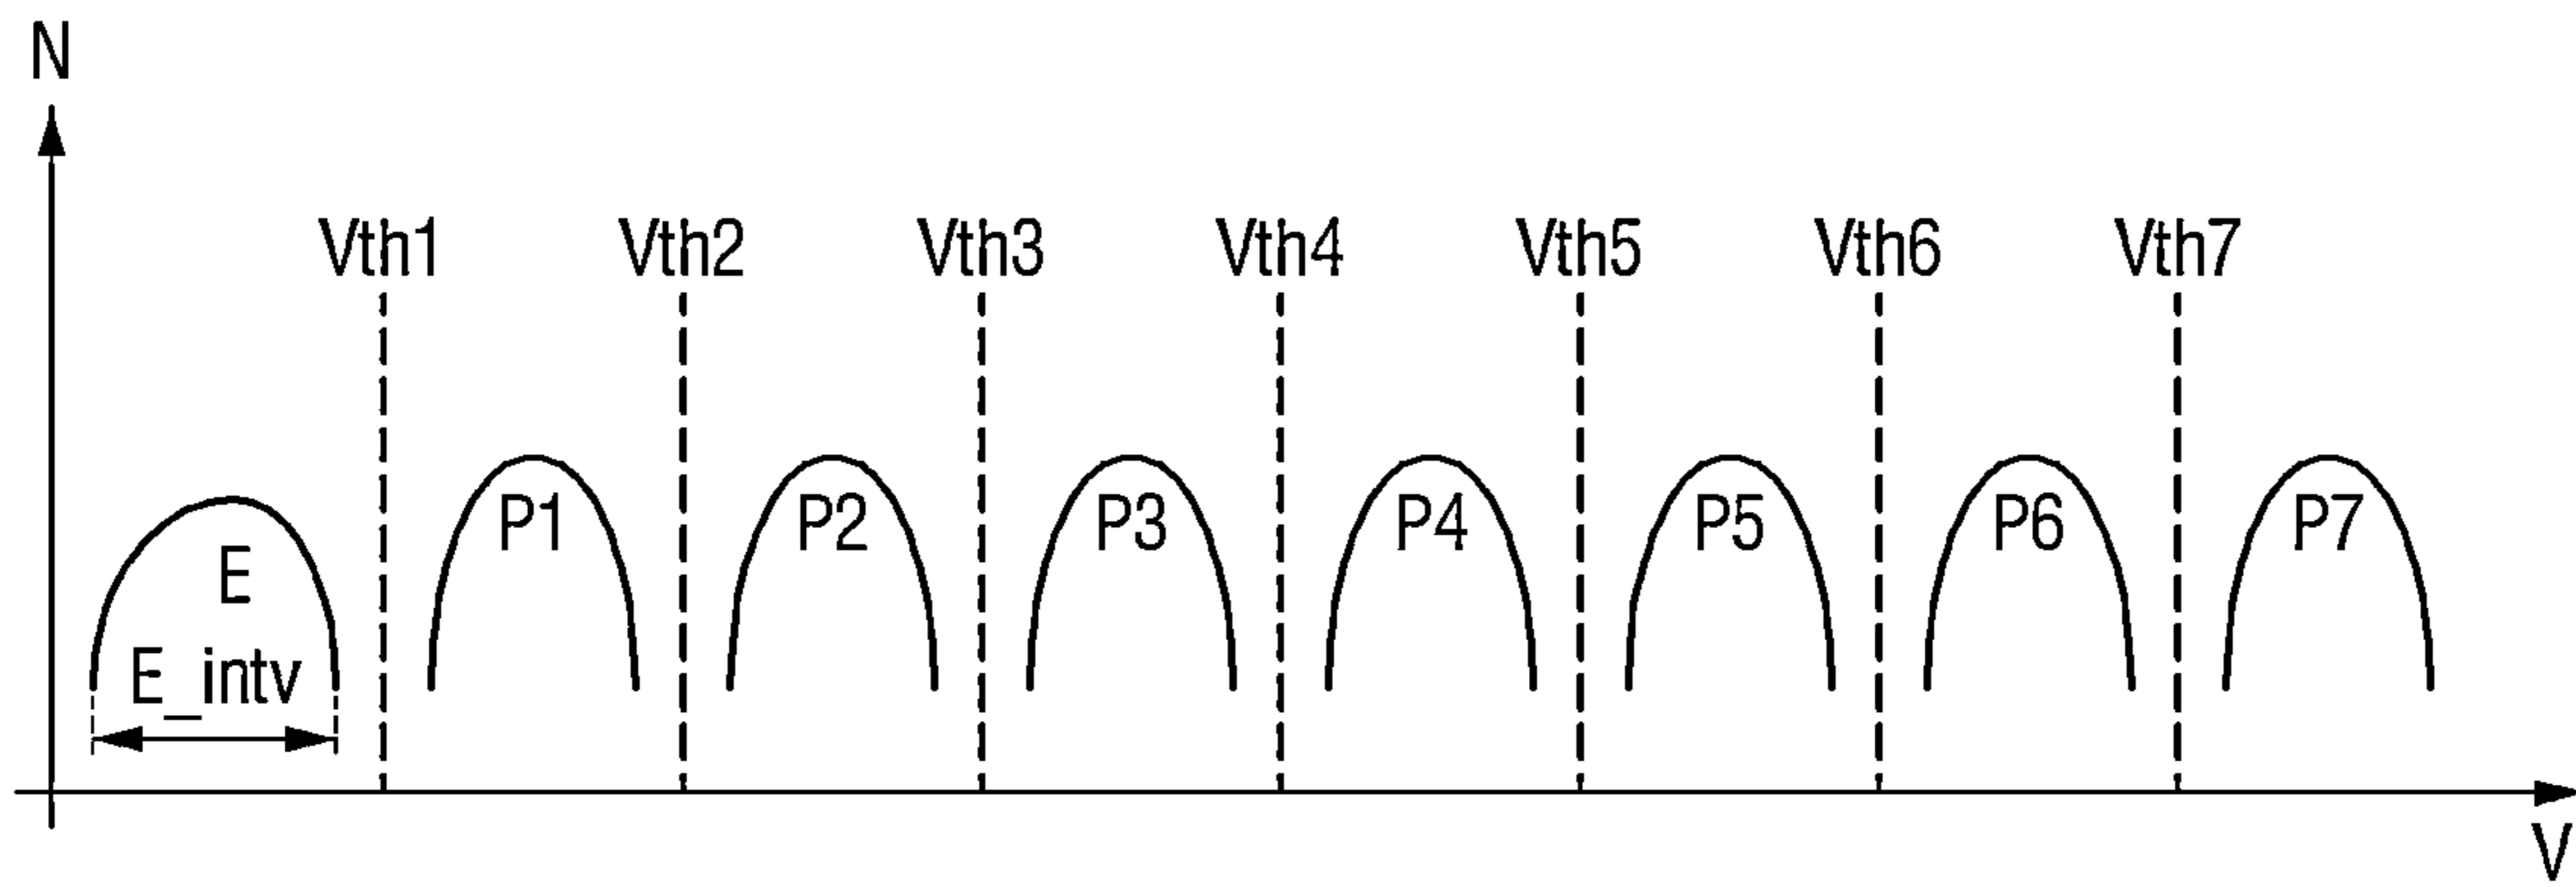 N
Vth1 Vth2 Vth3 Vth4 Vth5 Vth6 Vth7
P1 P2 P3 P4 P5 P6 P7
E
E_intv
V